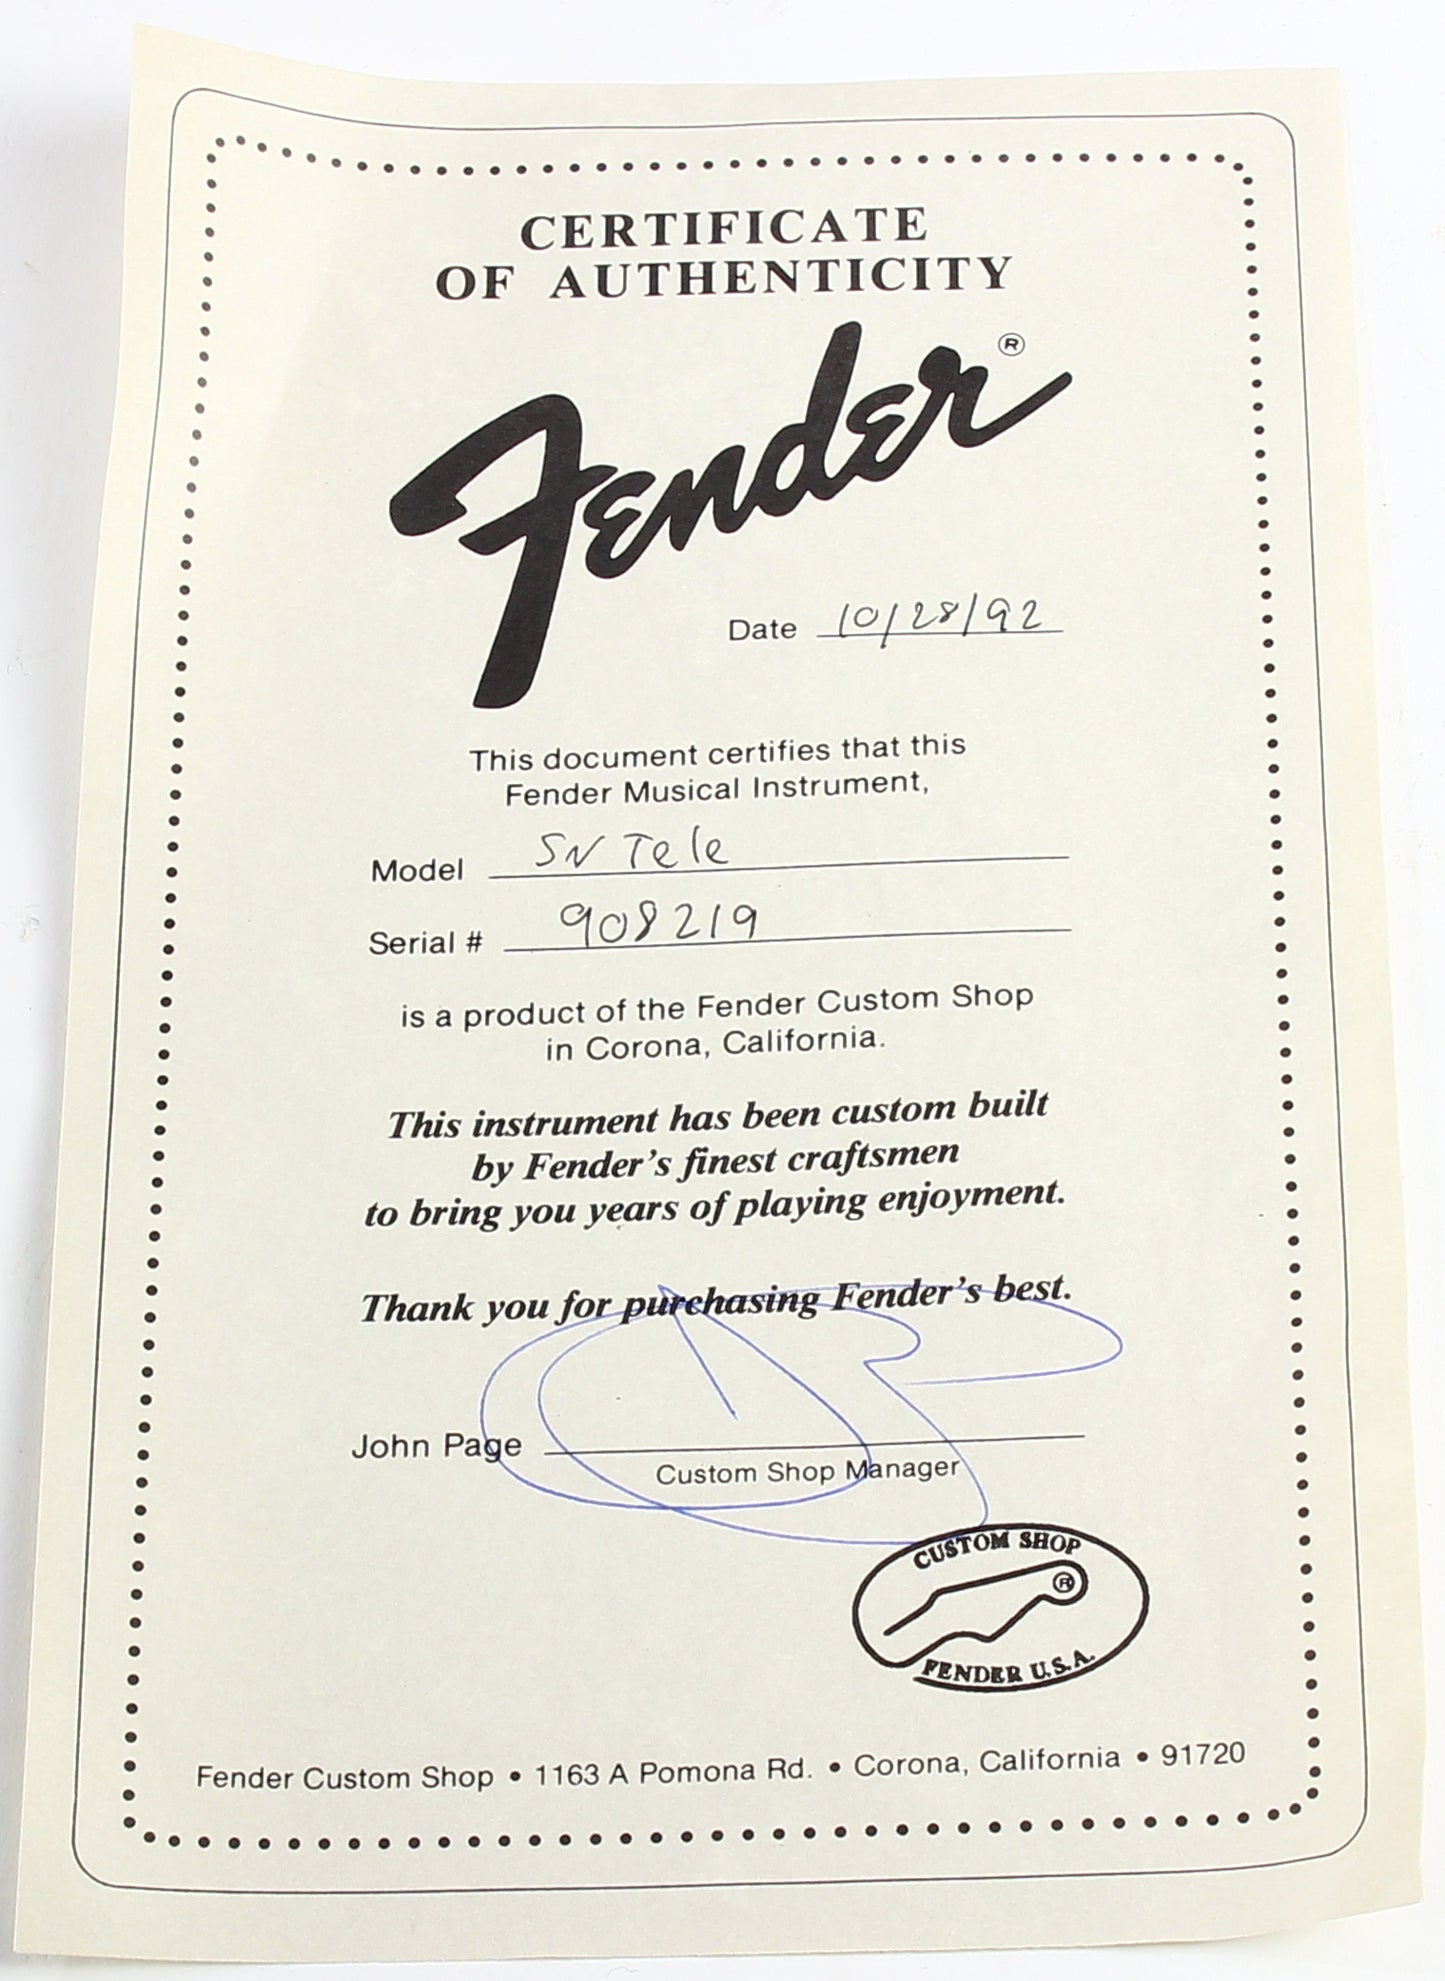 CERTIFICATE
OF AUTHENTICITY
Fender®
Date 10/28/92
This document certifies that this
Fender Musical Instrument,
Model SN Tele
Serial # 908219
is a product of the Fender Custom Shop
in Corona, California.
This instrument has been custom built
by Fender's finest craftsmen
to bring you years of playing enjoyment.
Thank you for purchasing Fender's best.
John Page
Custom Shop Manager
CUSTOM SHOP
®
FENDER U.S.A.
Fender Custom Shop • 1163 A Pomona Rd. • Corona, California • 91720